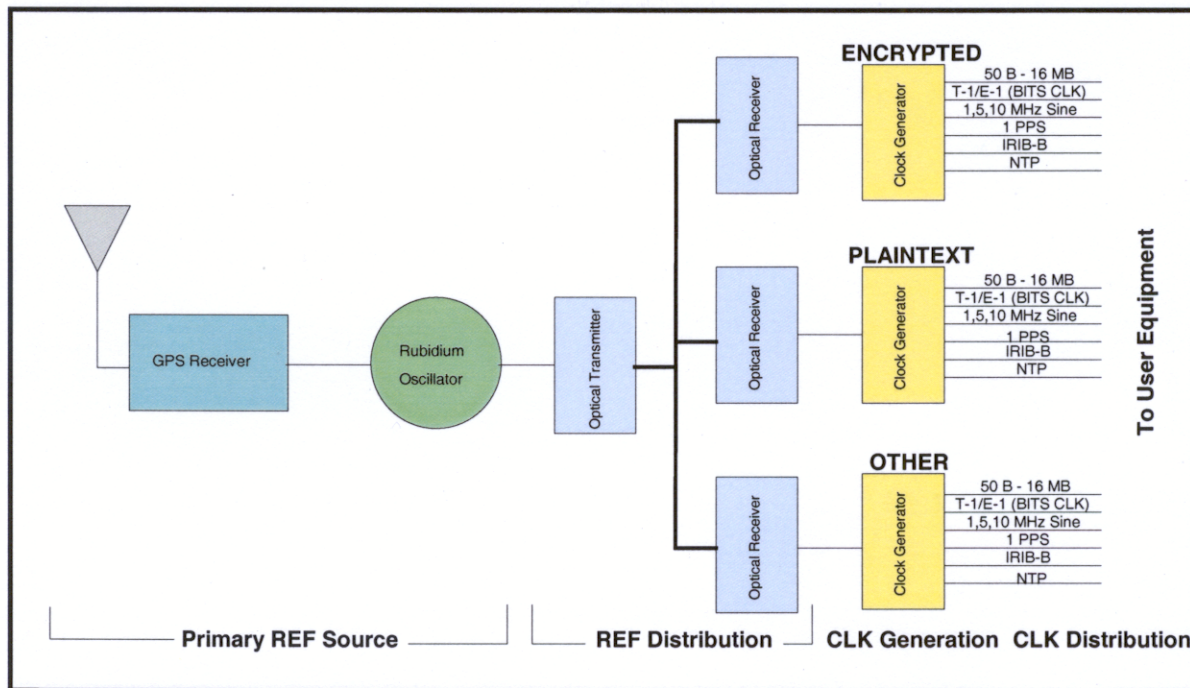 ENCRYPTED
Optical Receiver
Clock Generator
50 B - 16 MB
T-1/E-1 (BITS CLK)
1,5,10 MHz Sine
1 PPS
IRIB-B
NTP
GPS Receiver
Rubidium
Oscillator
Optical Transmitter
PLAINTEXT
Optical Receiver
Clock Generator
50 B - 16 MB
T-1/E-1 (BITS CLK)
1,5,10 MHz Sine
1 PPS
IRIB-B
NTP
To User Equipment
OTHER
Optical Receiver
Clock Generator
50 B - 16 MB
T-1/E-1 (BITS CLK)
1,5,10 MHz Sine
1 PPS
IRIB-B
NTP
Primary REF Source
REF Distribution
CLK Generation
CLK Distribution